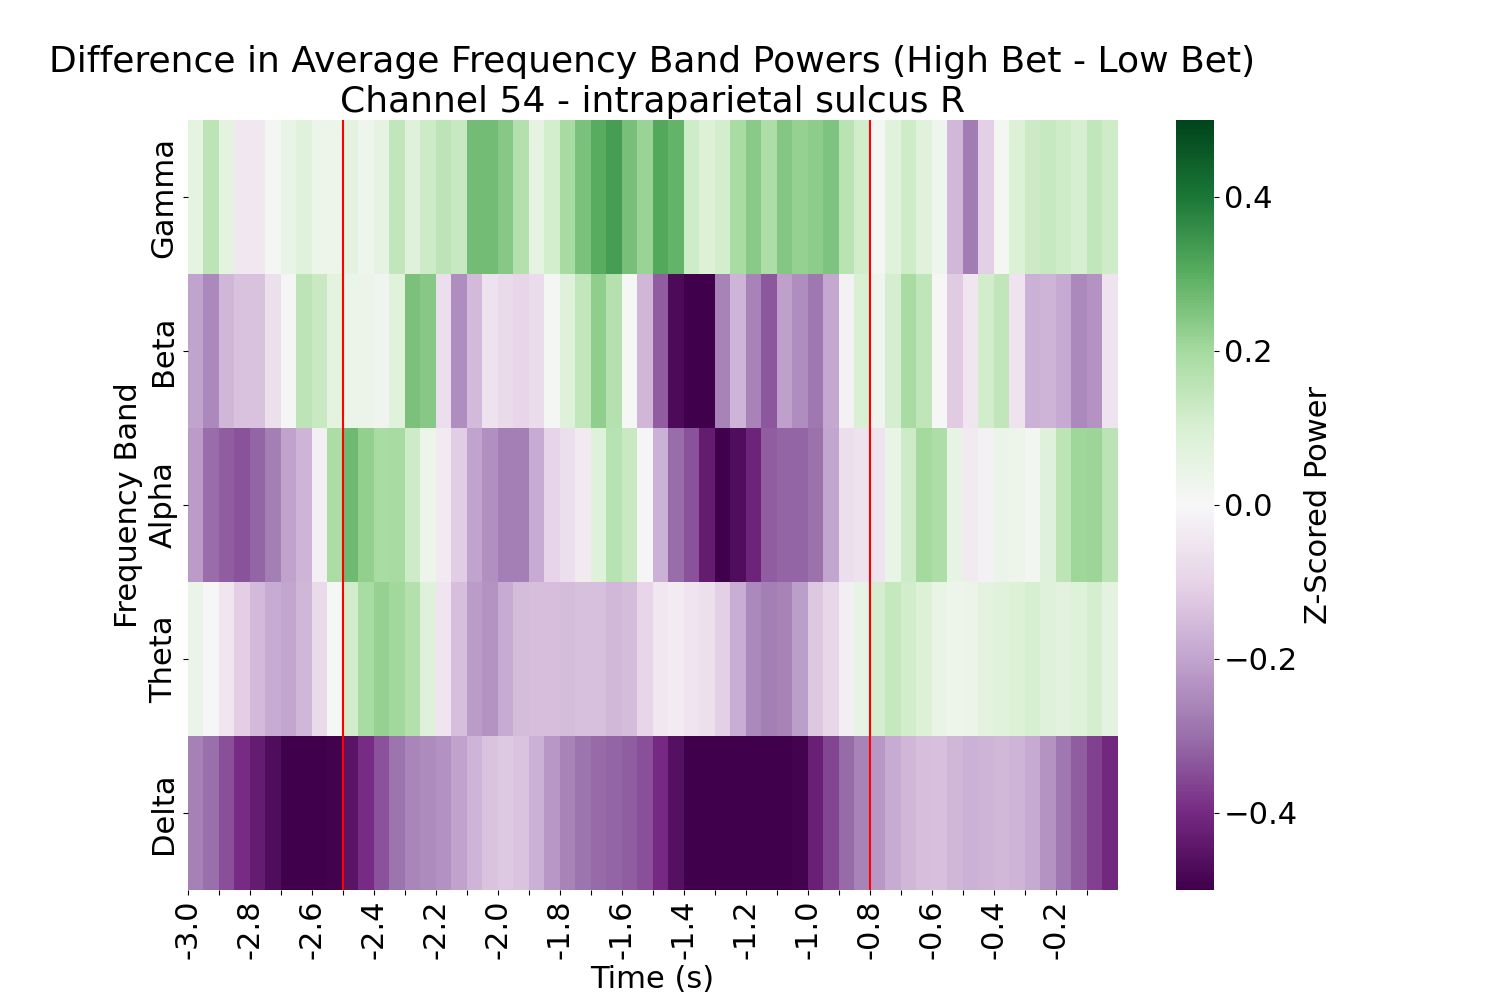 Difference in Average Frequency Band Powers (High Bet - Low Bet)
Channel 54 - intraparietal sulcus R
Frequency Band
Gamma
Beta
Alpha
Theta
Delta
-3.0
-2.8
-2.6
-2.4
-2.2
-2.0
-1.8
-1.6
-1.4
-1.2
-1.0
-0.8
-0.6
-0.4
-0.2
Time (s)
0.4
0.2
0.0
−0.2
−0.4
Z-Scored Power